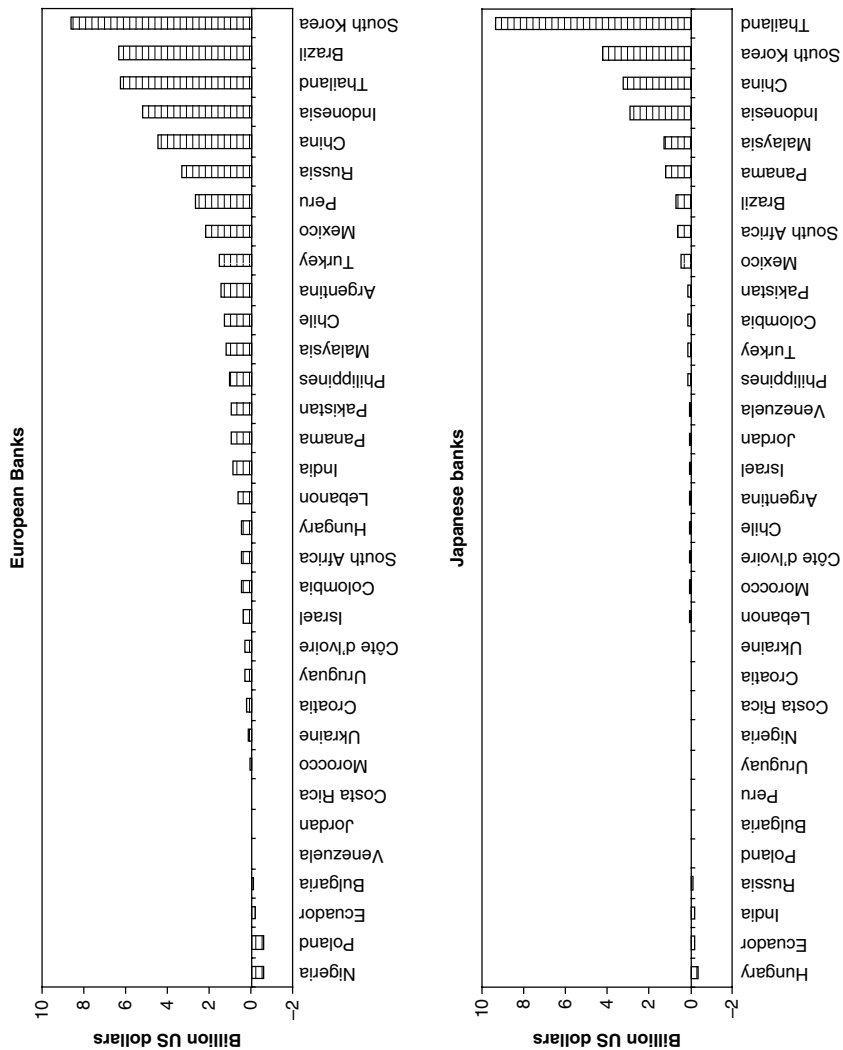 European Banks
Billion US dollars
10
8
6
4
2
0
–2
South Korea
Brazil
Thailand
Indonesia
China
Russia
Peru
Mexico
Turkey
Argentina
Chile
Malaysia
Philippines
Pakistan
Panama
India
Lebanon
Hungary
South Africa
Colombia
Israel
Côte d'Ivoire
Uruguay
Croatia
Ukraine
Morocco
Costa Rica
Jordan
Venezuela
Bulgaria
Ecuador
Poland
Nigeria
Japanese banks
Billion US dollars
10
8
6
4
2
0
–2
Thailand
South Korea
China
Indonesia
Malaysia
Panama
Brazil
South Africa
Mexico
Pakistan
Colombia
Turkey
Philippines
Venezuela
Jordan
Israel
Argentina
Chile
Côte d'Ivoire
Morocco
Lebanon
Ukraine
Croatia
Costa Rica
Nigeria
Uruguay
Peru
Bulgaria
Poland
Russia
India
Ecuador
Hungary